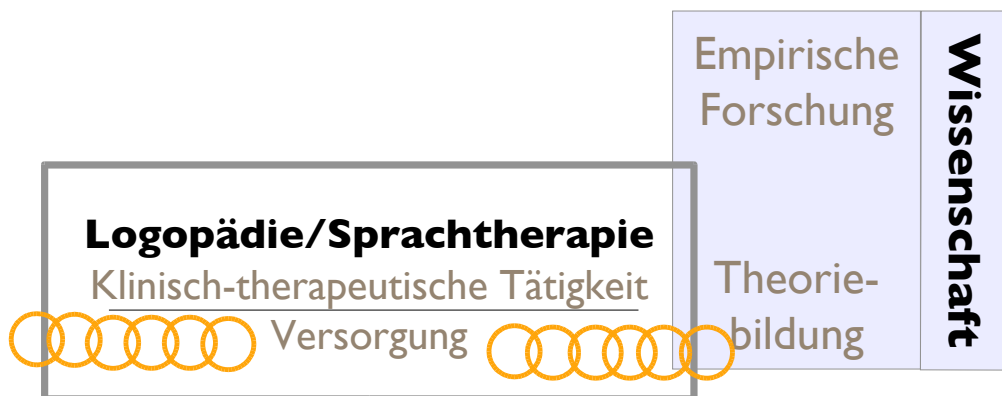 Empirische
Forschung
Wissenschaft
Logopädie/Sprachtherapie
Klinisch-therapeutische Tätigkeit
Versorgung
Theorie-
bildung